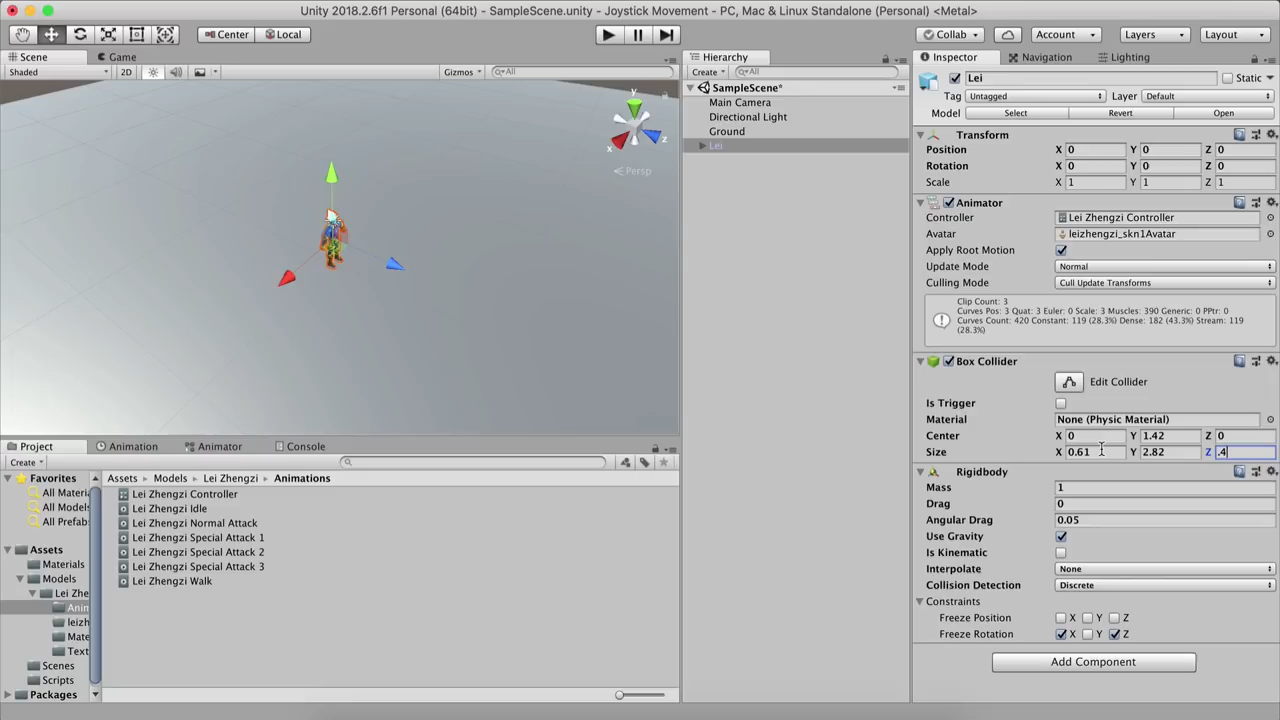 Unity 2018.2.6f1 Personal (64bit) - SampleScene.unity - Joystick Movement - PC, Mac & Linux Standalone (Personal) <Metal>
Center Local Collab Account Layers Layout
Scene Game
Shaded 2D Gizmos All
y
x z
Persp
Hierarchy
Create All
SampleScene*
Main Camera
Directional Light
Ground
Lei
Project Animation Animator Console
Create
Favorites
All Materi
All Models
All Prefab
Assets
Materials
Models
Lei Zhe
Anin
leizh
Mate
Text
Scenes
Scripts
Packages
Assets Models Lei Zhengzi Animations
Lei Zhengzi Controller
Lei Zhengzi Idle
Lei Zhengzi Normal Attack
Lei Zhengzi Special Attack 1
Lei Zhengzi Special Attack 2
Lei Zhengzi Special Attack 3
Lei Zhengzi Walk
Inspector Navigation Lighting
Lei Static
Tag Untagged Layer Default
Model Select Revert Open
Transform
Position X 0 Y 0 Z 0
Rotation X 0 Y 0 Z 0
Scale X 1 Y 1 Z 1
Animator
Controller Lei Zhengzi Controller
Avatar leizhengzi_skn1Avatar
Apply Root Motion
Update Mode Normal
Culling Mode Cull Update Transforms
Clip Count: 3
Curves Pos: 3 Quat: 3 Euler: 0 Scale: 3 Muscles: 390 Generic: 0 PPtr: 0
Curves Count: 420 Constant: 119 (28.3%) Dense: 182 (43.3%) Stream: 119
(28.3%)
Box Collider
Edit Collider
Is Trigger
Material None (Physic Material)
Center X 0 Y 1.42 Z 0
Size X 0.61 Y 2.82 Z .4
Rigidbody
Mass 1
Drag 0
Angular Drag 0.05
Use Gravity
Is Kinematic
Interpolate None
Collision Detection Discrete
Constraints
Freeze Position X Y Z
Freeze Rotation X Y Z
Add Component